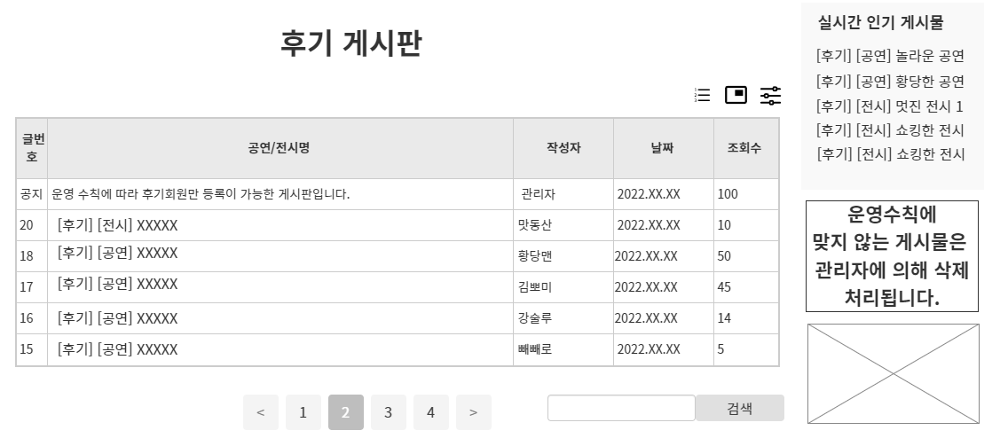 후기 게시판
글번
호
공연/전시명
작성자
날짜
조회수
공지 운영 수칙에 따라 후기회원만 등록이 가능한 게시판입니다. 관리자 2022.XX.XX 100
20 [후기] [전시] XXXXX 맛동산 2022.XX.XX 10
18 [후기] [공연] XXXXX 황당맨 2022.XX.XX 50
17 [후기] [공연] XXXXX 김뽀미 2022.XX.XX 45
16 [후기] [공연] XXXXX 강술루 2022.XX.XX 14
15 [후기] [공연] XXXXX 빼빼로 2022.XX.XX 5
< 1 2 3 4 >
검색
실시간 인기 게시물
[후기] [공연] 놀라운 공연
[후기] [공연] 황당한 공연
[후기] [전시] 멋진 전시 1
[후기] [전시] 쇼킹한 전시
[후기] [전시] 쇼킹한 전시
운영수칙에
맞지 않는 게시물은
관리자에 의해 삭제
처리됩니다.